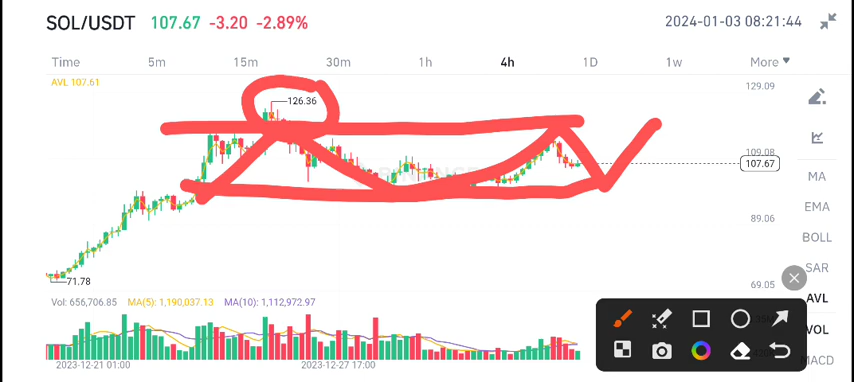 SOL/USDT 107.67 -3.20 -2.89% 2024-01-03 08:21:44
Time 5m 15m 30m 1h 4h 1D 1w More
AVL 107.61
129.09
126.36
109.08
107.67
MA
EMA
89.06
BOLL
SAR
71.78
69.05
AVL
Vol: 656,706.85 MA(5): 1,190,037.13 MA(10): 1,112,972.97
VOL
MACD
2023-12-21 01:00 2023-12-27 17:00